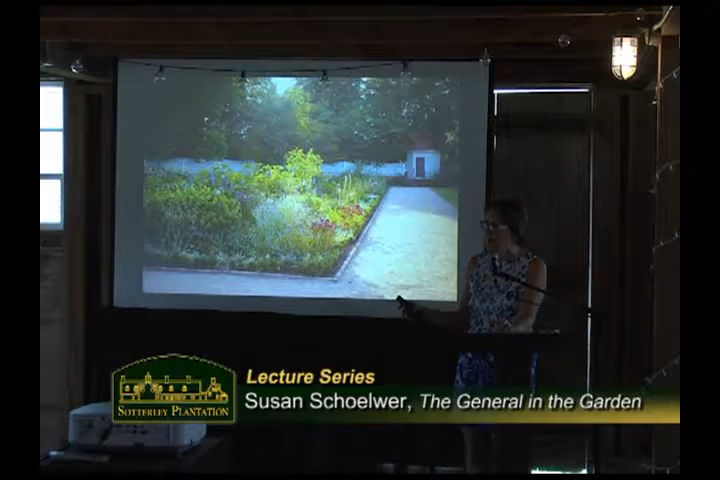 Lecture Series
SOTTERLEY PLANTATION
Susan Schoelwer, The General in the Garden